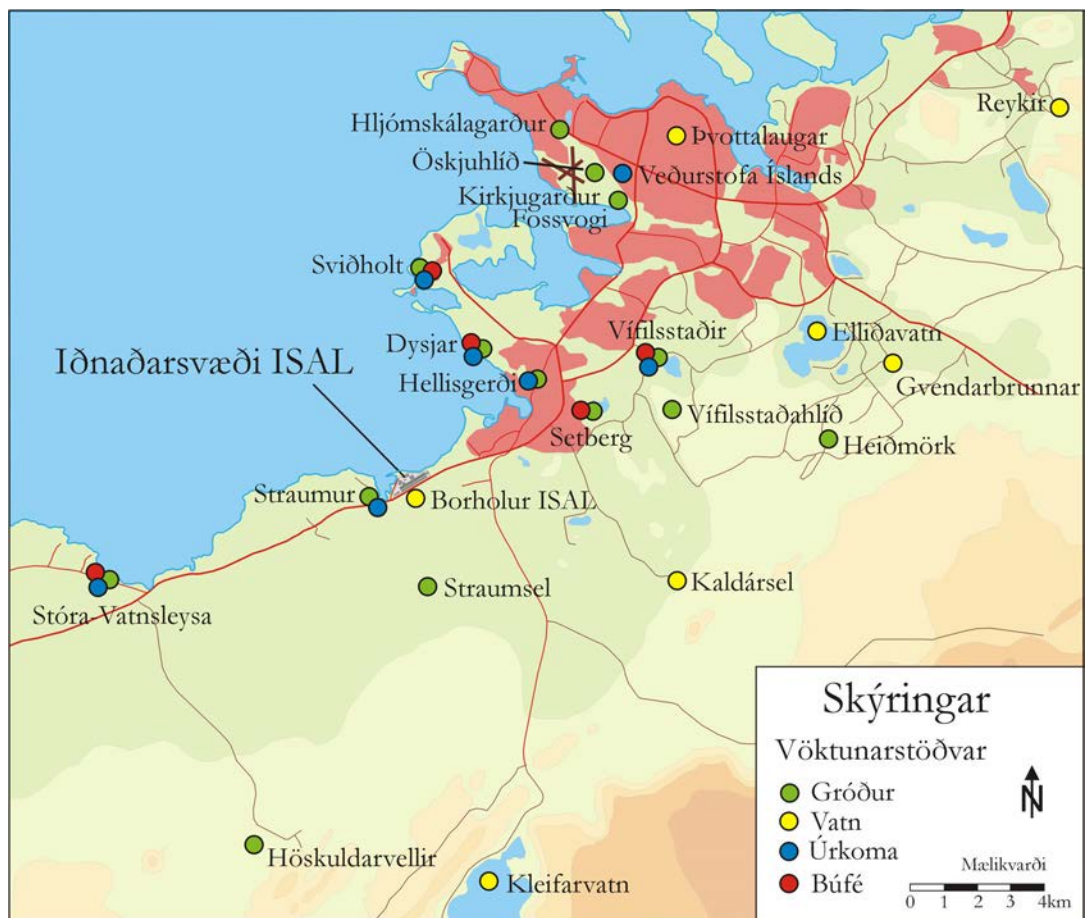 Reykir
Hljómskálagarður
Þvottalaugar
Öskjuhlíð
Veðurstofa Íslands
Kirkjugarður
Fossvogi
Sviðholt
Vífilsstaðir
Elliðavatn
Dysjar
Iðnaðarsvæði ISAL
Hellisgerði
Gvendarbrunnar
Vífilsstaðahlíð
Setberg
Heiðmörk
Straumur
Borholur ISAL
Kaldársel
Straumsel
Stóra-Vatnsleysa
Höskuldarvellir
Kleifarvatn
Skýringar
Vöktunarstöðvar
Gróður
Vatn
Úrkoma
Búfé
N
Mælikvarði
0 1 2 3 4km